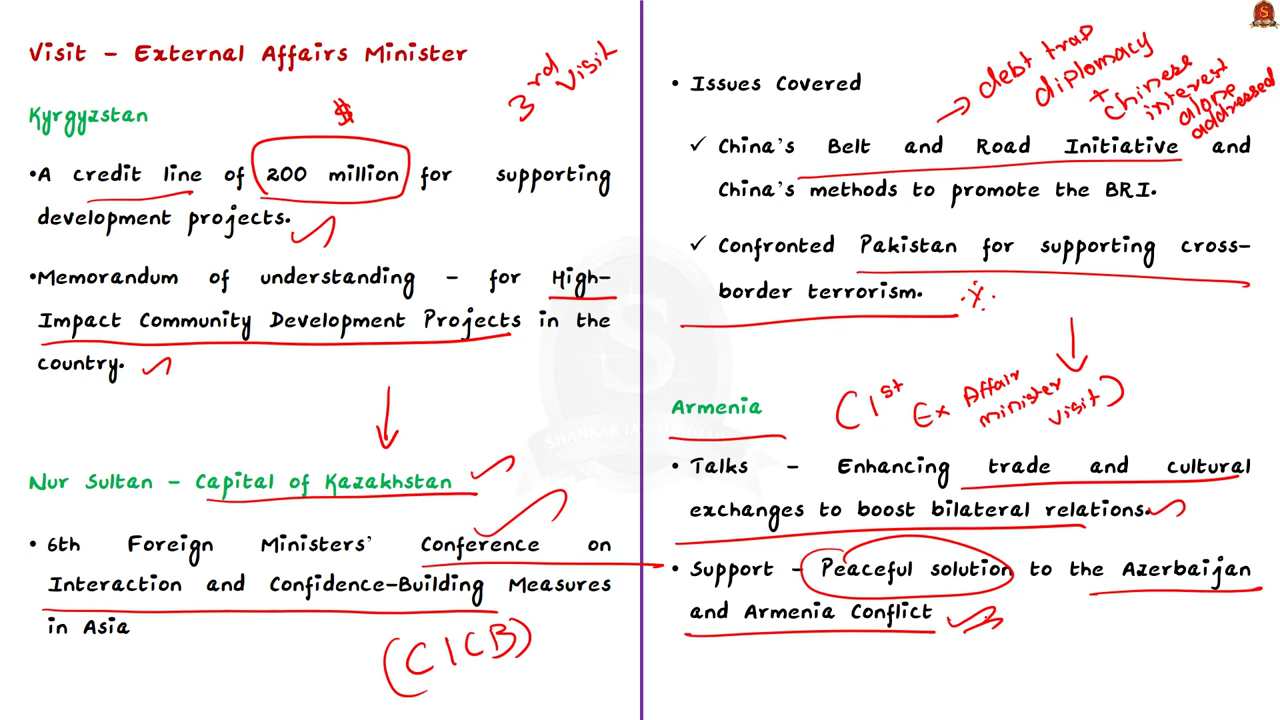 Visit - External Affairs Minister
3rd visit
Kyrgyzstan
$
•A credit line of 200 million for supporting
development projects.
•Memorandum of understanding - for High-
Impact Community Development Projects in the
country.
Nur Sultan - Capital of Kazakhstan
• 6th Foreign Ministers' Conference on
Interaction and Confidence-Building Measures
in Asia
(CICB)
• Issues Covered
debt trap
diplomacy
+
Chinese
interest
alone
addressed
✓ China's Belt and Road Initiative and
China's methods to promote the BRI.
✓ Confronted Pakistan for supporting cross-
border terrorism.
Armenia
(1st Ex Affair
minister
visit)
• Talks - Enhancing trade and cultural
exchanges to boost bilateral relations.
• Support - Peaceful solution to the Azerbaijan
and Armenia Conflict
S
SHANKAR IAS ACADEMY